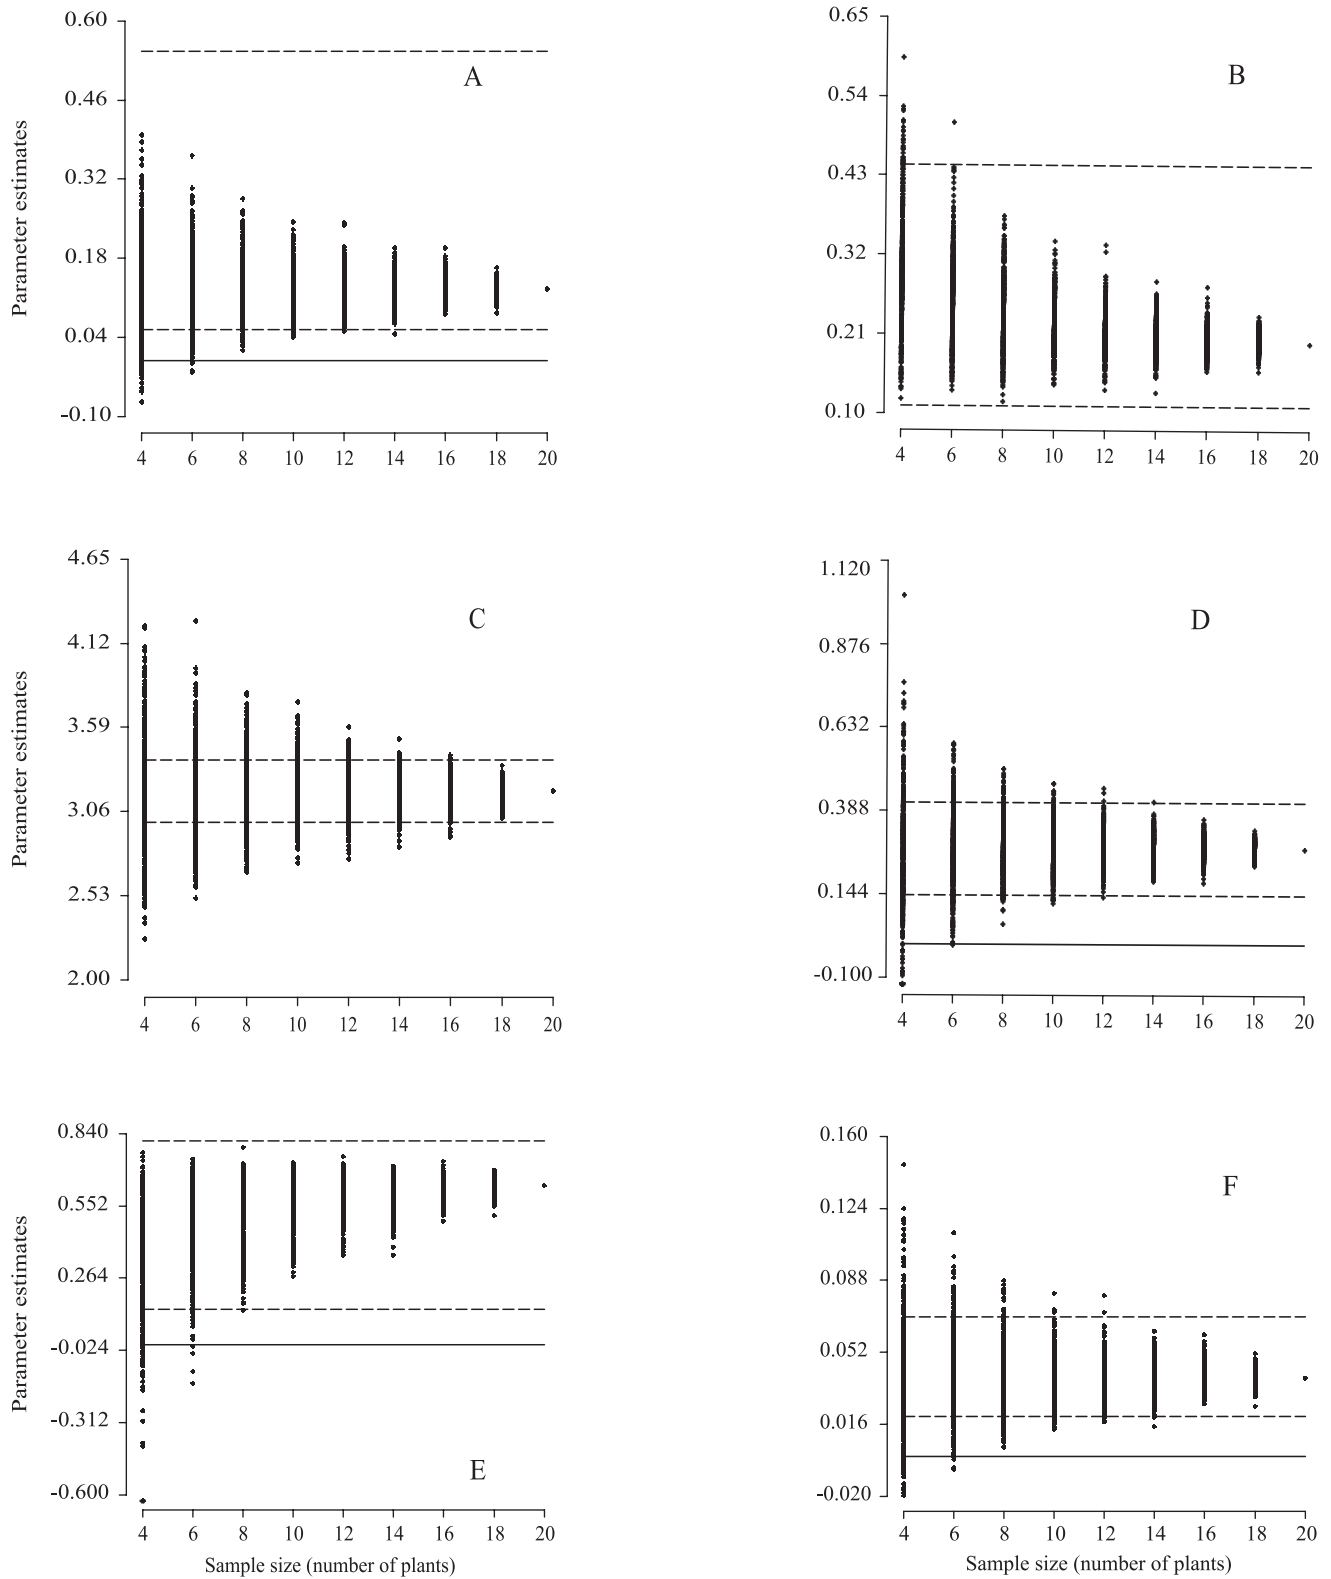 0.60
0.46
0.32
0.18
0.04
-0.10
Parameter estimates
A
4 6 8 10 12 14 16 18 20
0.65
0.54
0.43
0.32
0.21
0.10
B
4 6 8 10 12 14 16 18 20
4.65
4.12
3.59
3.06
2.53
2.00
Parameter estimates
C
4 6 8 10 12 14 16 18 20
1.120
0.876
0.632
0.388
0.144
-0.100
D
4 6 8 10 12 14 16 18 20
0.840
0.552
0.264
-0.024
-0.312
-0.600
Parameter estimates
E
4 6 8 10 12 14 16 18 20
Sample size (number of plants)
0.160
0.124
0.088
0.052
0.016
-0.020
F
4 6 8 10 12 14 16 18 20
Sample size (number of plants)